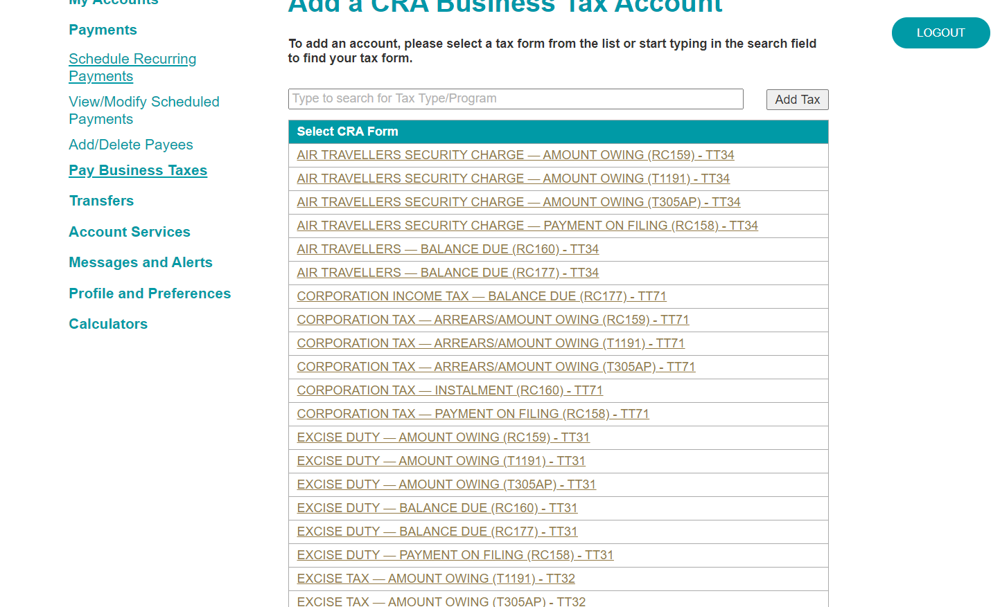 My Accounts
Payments
Schedule Recurring
Payments
View/Modify Scheduled
Payments
Add/Delete Payees
Pay Business Taxes
Transfers
Account Services
Messages and Alerts
Profile and Preferences
Calculators
Add a CRA Business Tax Account
To add an account, please select a tax form from the list or start typing in the search field
to find your tax form.
Type to search for Tax Type/Program
Add Tax
Select CRA Form
AIR TRAVELLERS SECURITY CHARGE — AMOUNT OWING (RC159) - TT34
AIR TRAVELLERS SECURITY CHARGE — AMOUNT OWING (T1191) - TT34
AIR TRAVELLERS SECURITY CHARGE — AMOUNT OWING (T305AP) - TT34
AIR TRAVELLERS SECURITY CHARGE — PAYMENT ON FILING (RC158) - TT34
AIR TRAVELLERS — BALANCE DUE (RC160) - TT34
AIR TRAVELLERS — BALANCE DUE (RC177) - TT34
CORPORATION INCOME TAX — BALANCE DUE (RC177) - TT71
CORPORATION TAX — ARREARS/AMOUNT OWING (RC159) - TT71
CORPORATION TAX — ARREARS/AMOUNT OWING (T1191) - TT71
CORPORATION TAX — ARREARS/AMOUNT OWING (T305AP) - TT71
CORPORATION TAX — INSTALMENT (RC160) - TT71
CORPORATION TAX — PAYMENT ON FILING (RC158) - TT71
EXCISE DUTY — AMOUNT OWING (RC159) - TT31
EXCISE DUTY — AMOUNT OWING (T1191) - TT31
EXCISE DUTY — AMOUNT OWING (T305AP) - TT31
EXCISE DUTY — BALANCE DUE (RC160) - TT31
EXCISE DUTY — BALANCE DUE (RC177) - TT31
EXCISE DUTY — PAYMENT ON FILING (RC158) - TT31
EXCISE TAX — AMOUNT OWING (T1191) - TT32
EXCISE TAX — AMOUNT OWING (T305AP) - TT32
LOGOUT